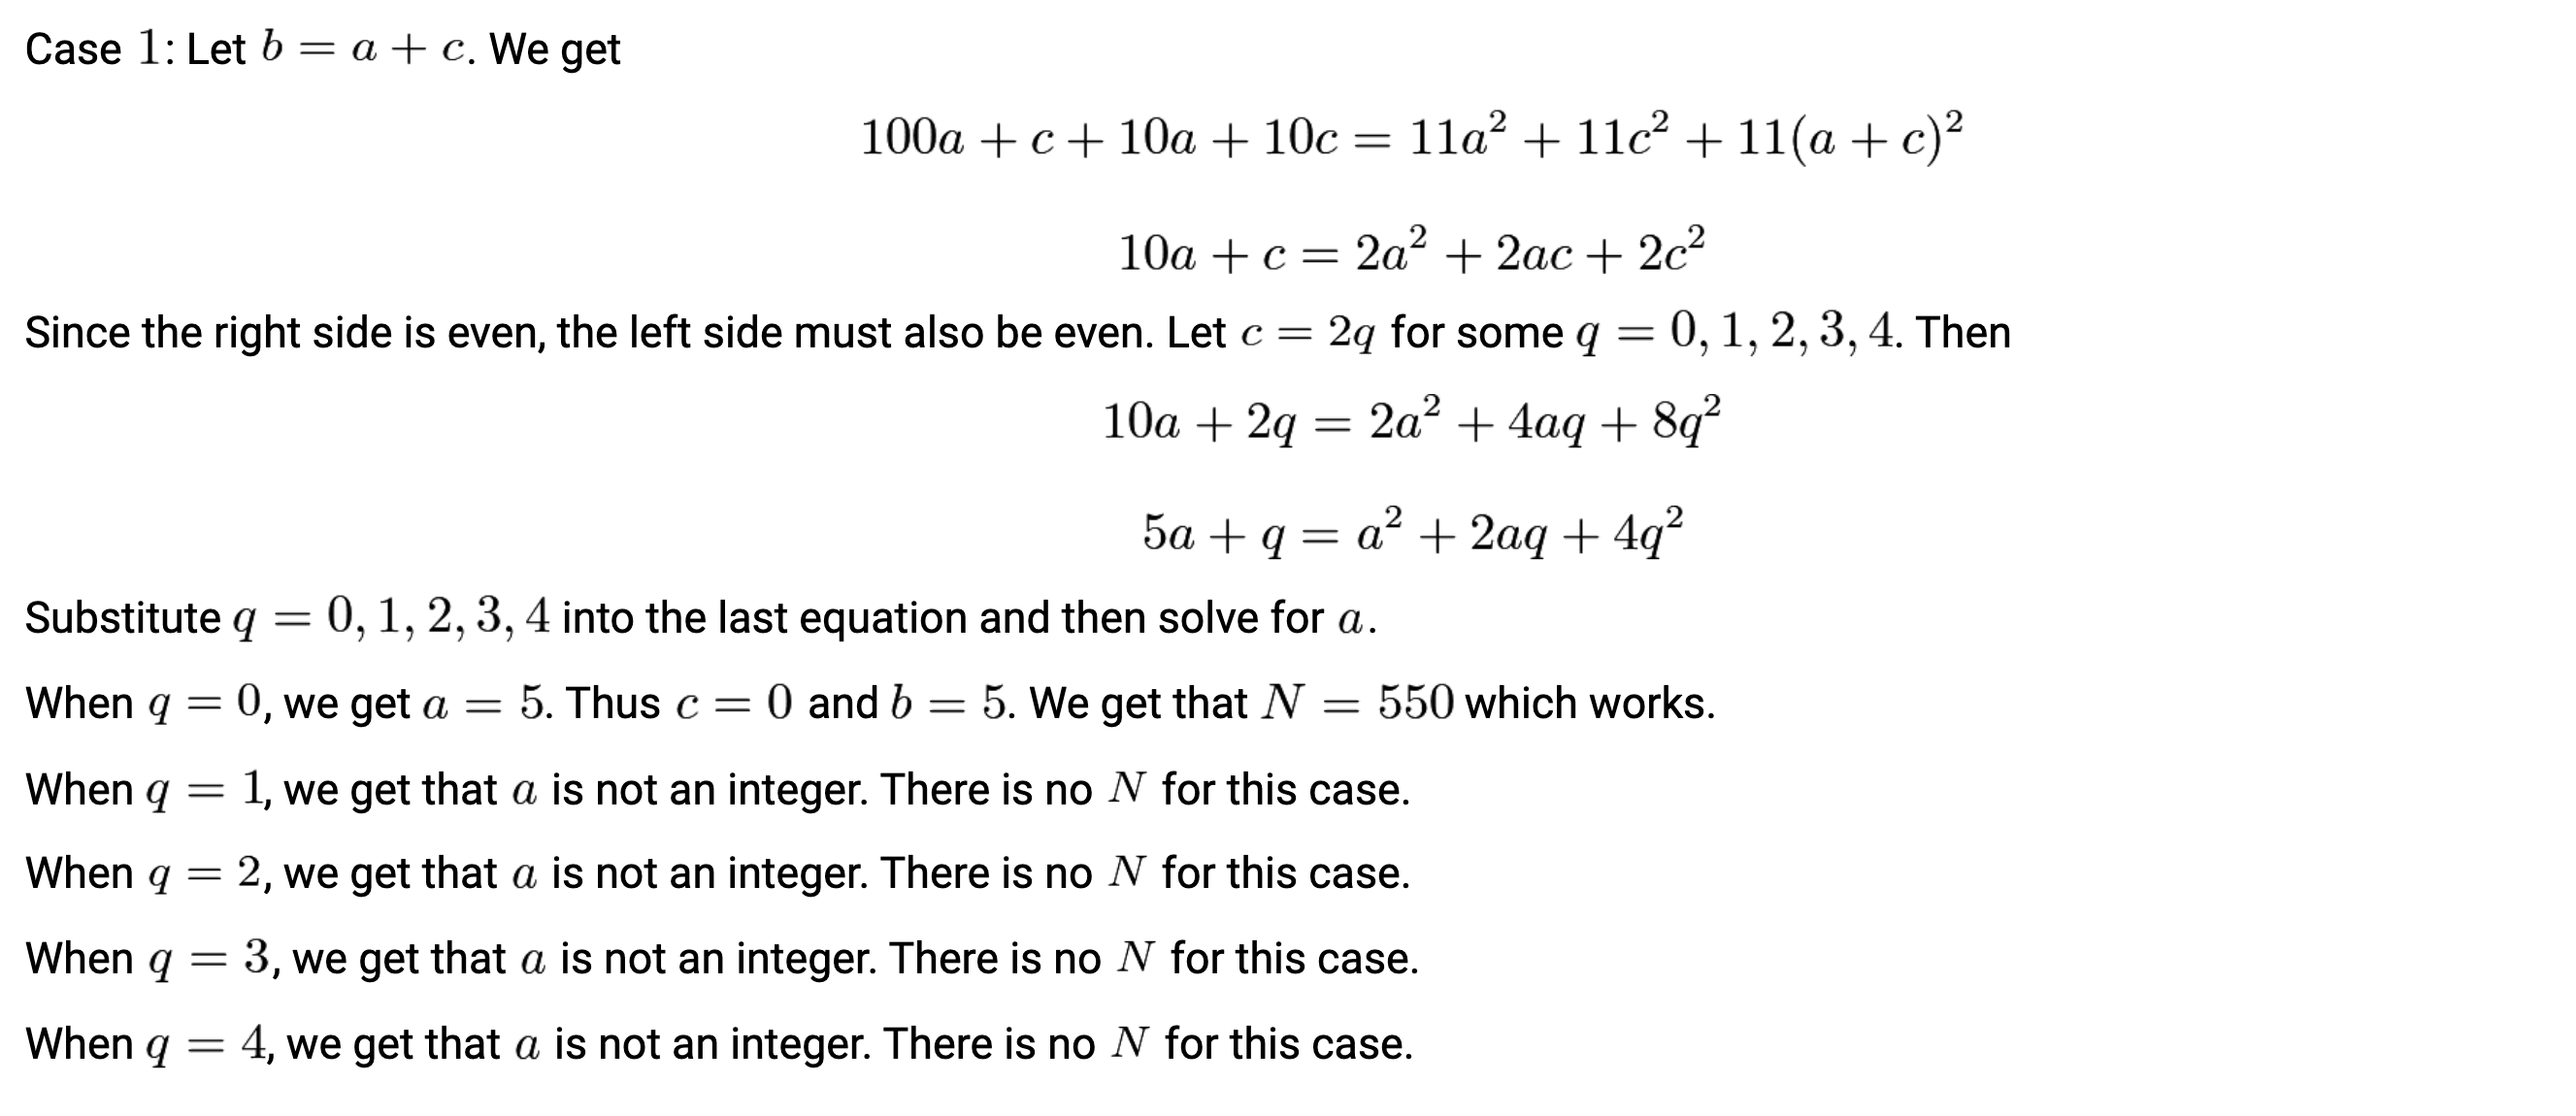 Case 1: Let b = a + c. We get
100a + c + 10a + 10c = 11a² + 11c² + 11(a + c)²
10a + c = 2a² + 2ac + 2c²
Since the right side is even, the left side must also be even. Let c = 2q for some q = 0, 1, 2, 3, 4. Then
10a + 2q = 2a² + 4aq + 8q²
5a + q = a² + 2aq + 4q²
Substitute q = 0, 1, 2, 3, 4 into the last equation and then solve for a.
When q = 0, we get a = 5. Thus c = 0 and b = 5. We get that N = 550 which works.
When q = 1, we get that a is not an integer. There is no N for this case.
When q = 2, we get that a is not an integer. There is no N for this case.
When q = 3, we get that a is not an integer. There is no N for this case.
When q = 4, we get that a is not an integer. There is no N for this case.